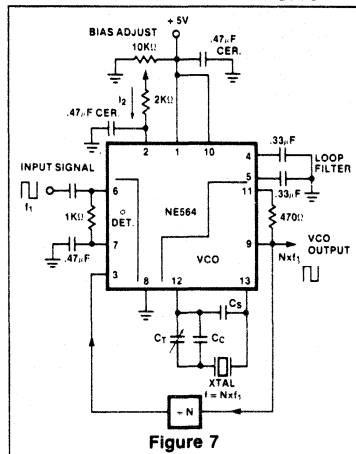 + 5V
BIAS ADJUST
10KΩ
.47µF
CER.
I2
2KΩ
.47µF CER.
2
1
10
INPUT SIGNAL
f1
1KΩ
.47µF
6
7
3
DET.
NE564
VCO
8
12
13
4
5
11
9
.33µF
.33µF
LOOP
FILTER
470Ω
VCO
OUTPUT
Nxf1
CS
CT
CC
XTAL
f = Nxf1
÷ N
Figure 7